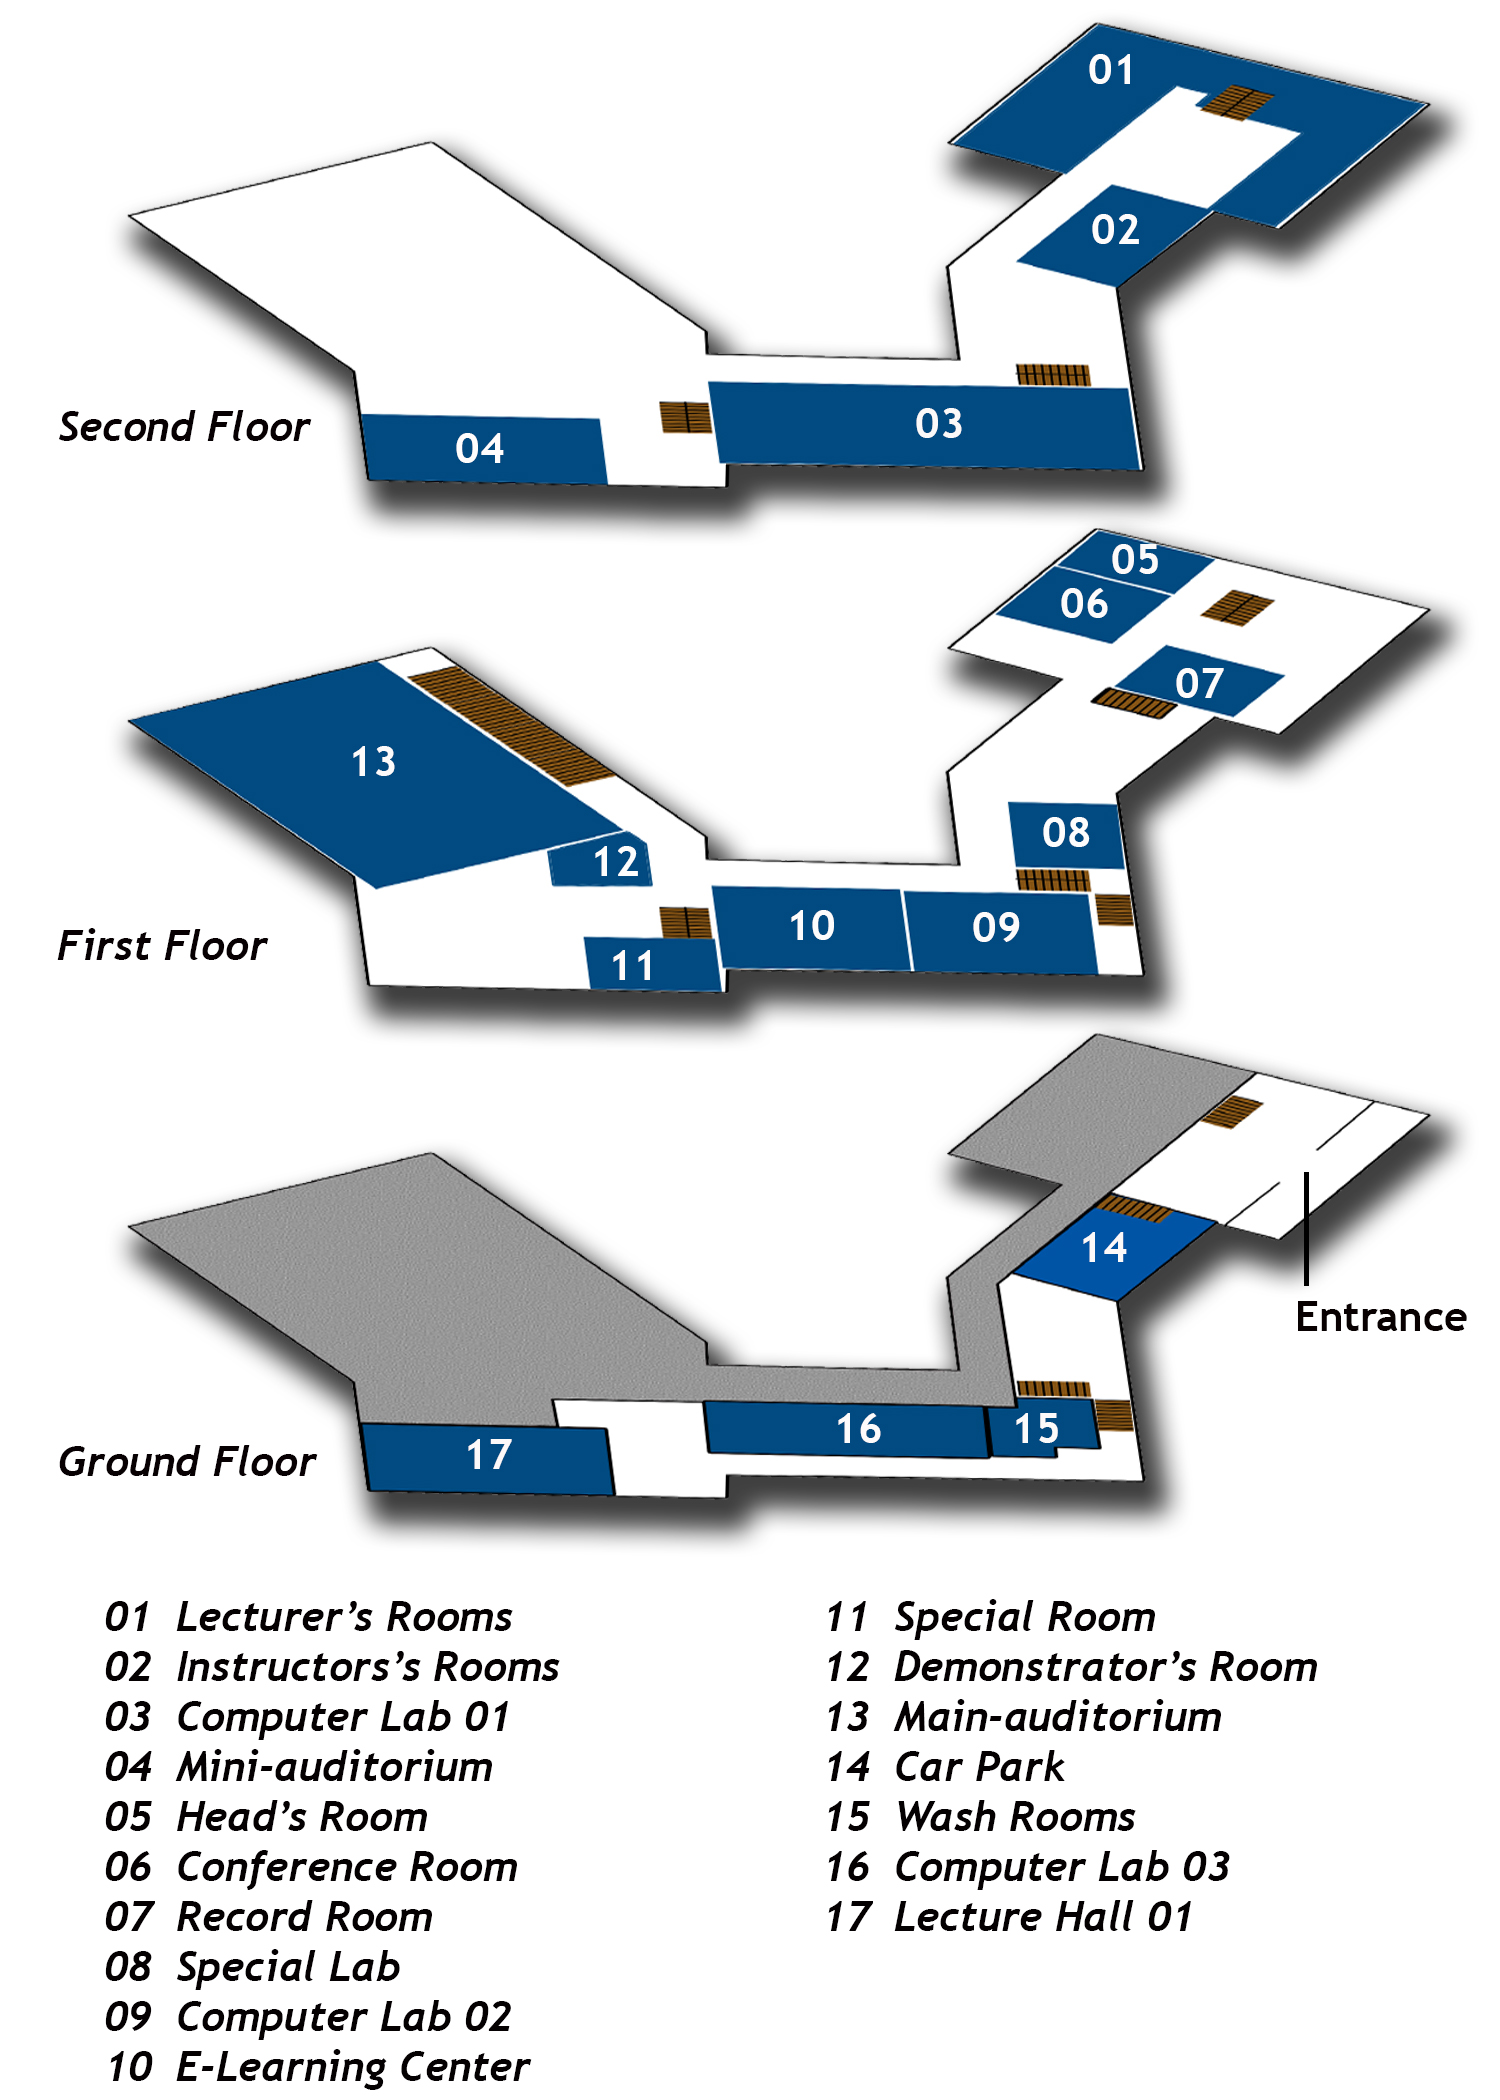 01
02
03
04
Second Floor
05
06
07
08
09
10
11
12
13
First Floor
14
15
16
17
Entrance
Ground Floor
01 Lecturer’s Rooms
02 Instructors’s Rooms
03 Computer Lab 01
04 Mini-auditorium
05 Head’s Room
06 Conference Room
07 Record Room
08 Special Lab
09 Computer Lab 02
10 E-Learning Center
11 Special Room
12 Demonstrator’s Room
13 Main-auditorium
14 Car Park
15 Wash Rooms
16 Computer Lab 03
17 Lecture Hall 01